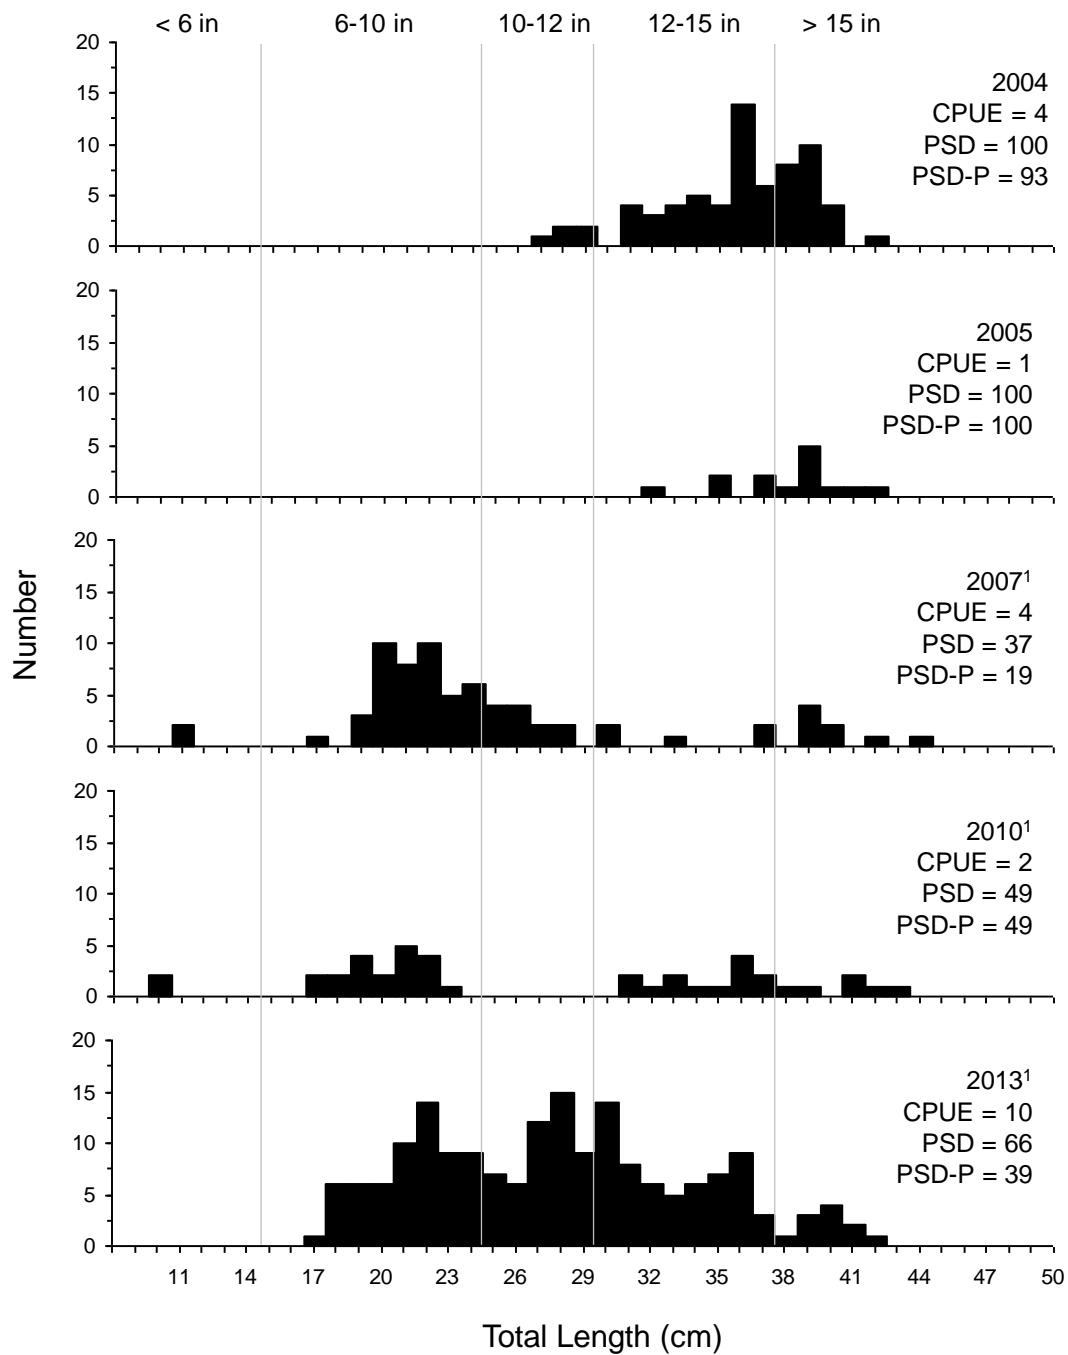 < 6 in 6-10 in 10-12 in 12-15 in > 15 in
20
15
10
5
0
2004
CPUE = 4
PSD = 100
PSD-P = 93
20
15
10
5
0
2005
CPUE = 1
PSD = 100
PSD-P = 100
Number
20
15
10
5
0
2007¹
CPUE = 4
PSD = 37
PSD-P = 19
20
15
10
5
0
2010¹
CPUE = 2
PSD = 49
PSD-P = 49
20
15
10
5
0
2013¹
CPUE = 10
PSD = 66
PSD-P = 39
11 14 17 20 23 26 29 32 35 38 41 44 47 50
Total Length (cm)